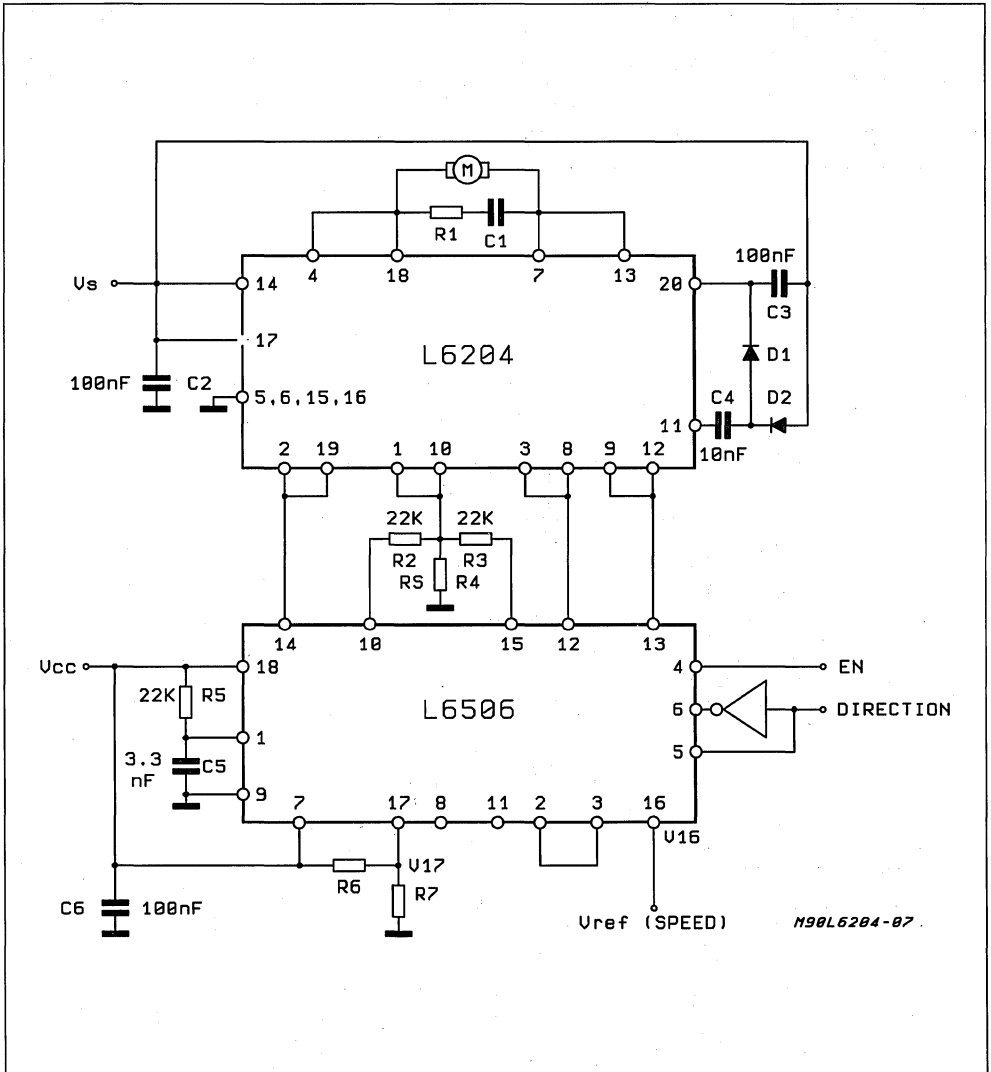 M
R1
C1
4
18
7
13
Vs
14
17
100nF
C2
5,6,15,16
L6204
20
100nF
C3
D1
C4
D2
11
10nF
2
19
1
10
3
8
9
12
22K
22K
R2
R3
RS
R4
14
10
15
12
13
Vcc
18
22K
R5
1
3.3
nF
C5
9
L6506
4
EN
6
DIRECTION
5
7
17
8
11
2
3
16
V16
R6
V17
R7
C6
100nF
Vref (SPEED)
M90L6204-07